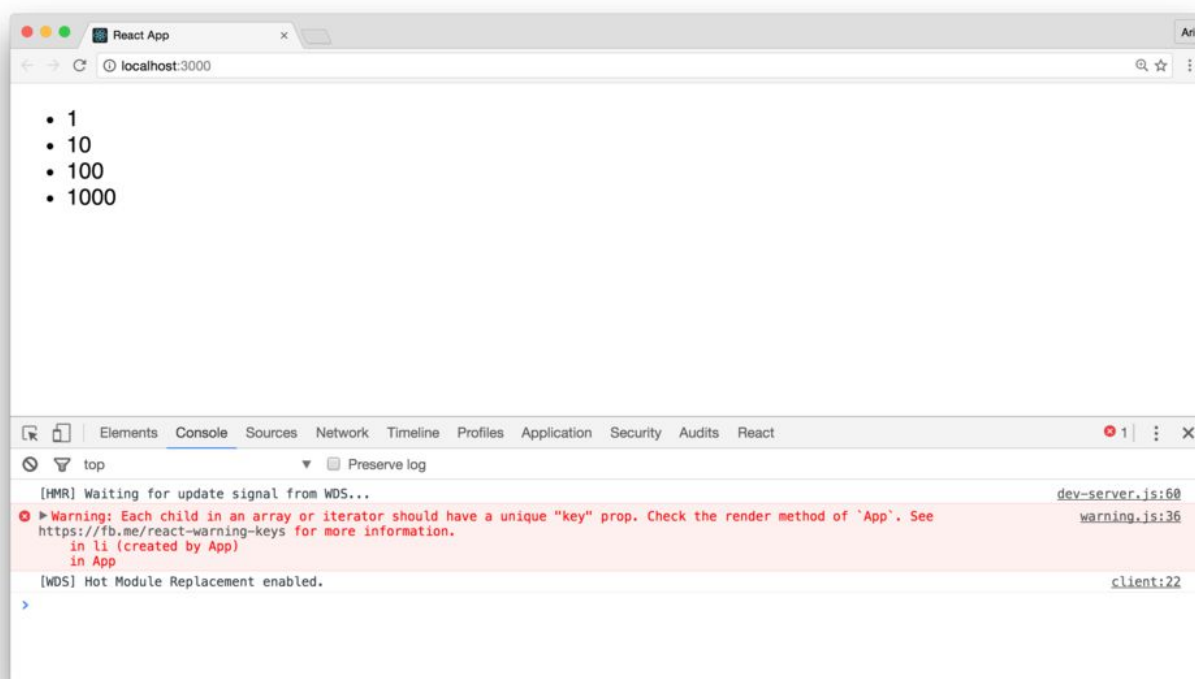 React App
Ari
localhost:3000
• 1
• 10
• 100
• 1000
Elements Console Sources Network Timeline Profiles Application Security Audits React 1
top Preserve log
[HMR] Waiting for update signal from WDS... dev-server.js:60
Warning: Each child in an array or iterator should have a unique "key" prop. Check the render method of `App`. See warning.js:36
https://fb.me/react-warning-keys for more information.
in li (created by App)
in App
[WDS] Hot Module Replacement enabled. client:22